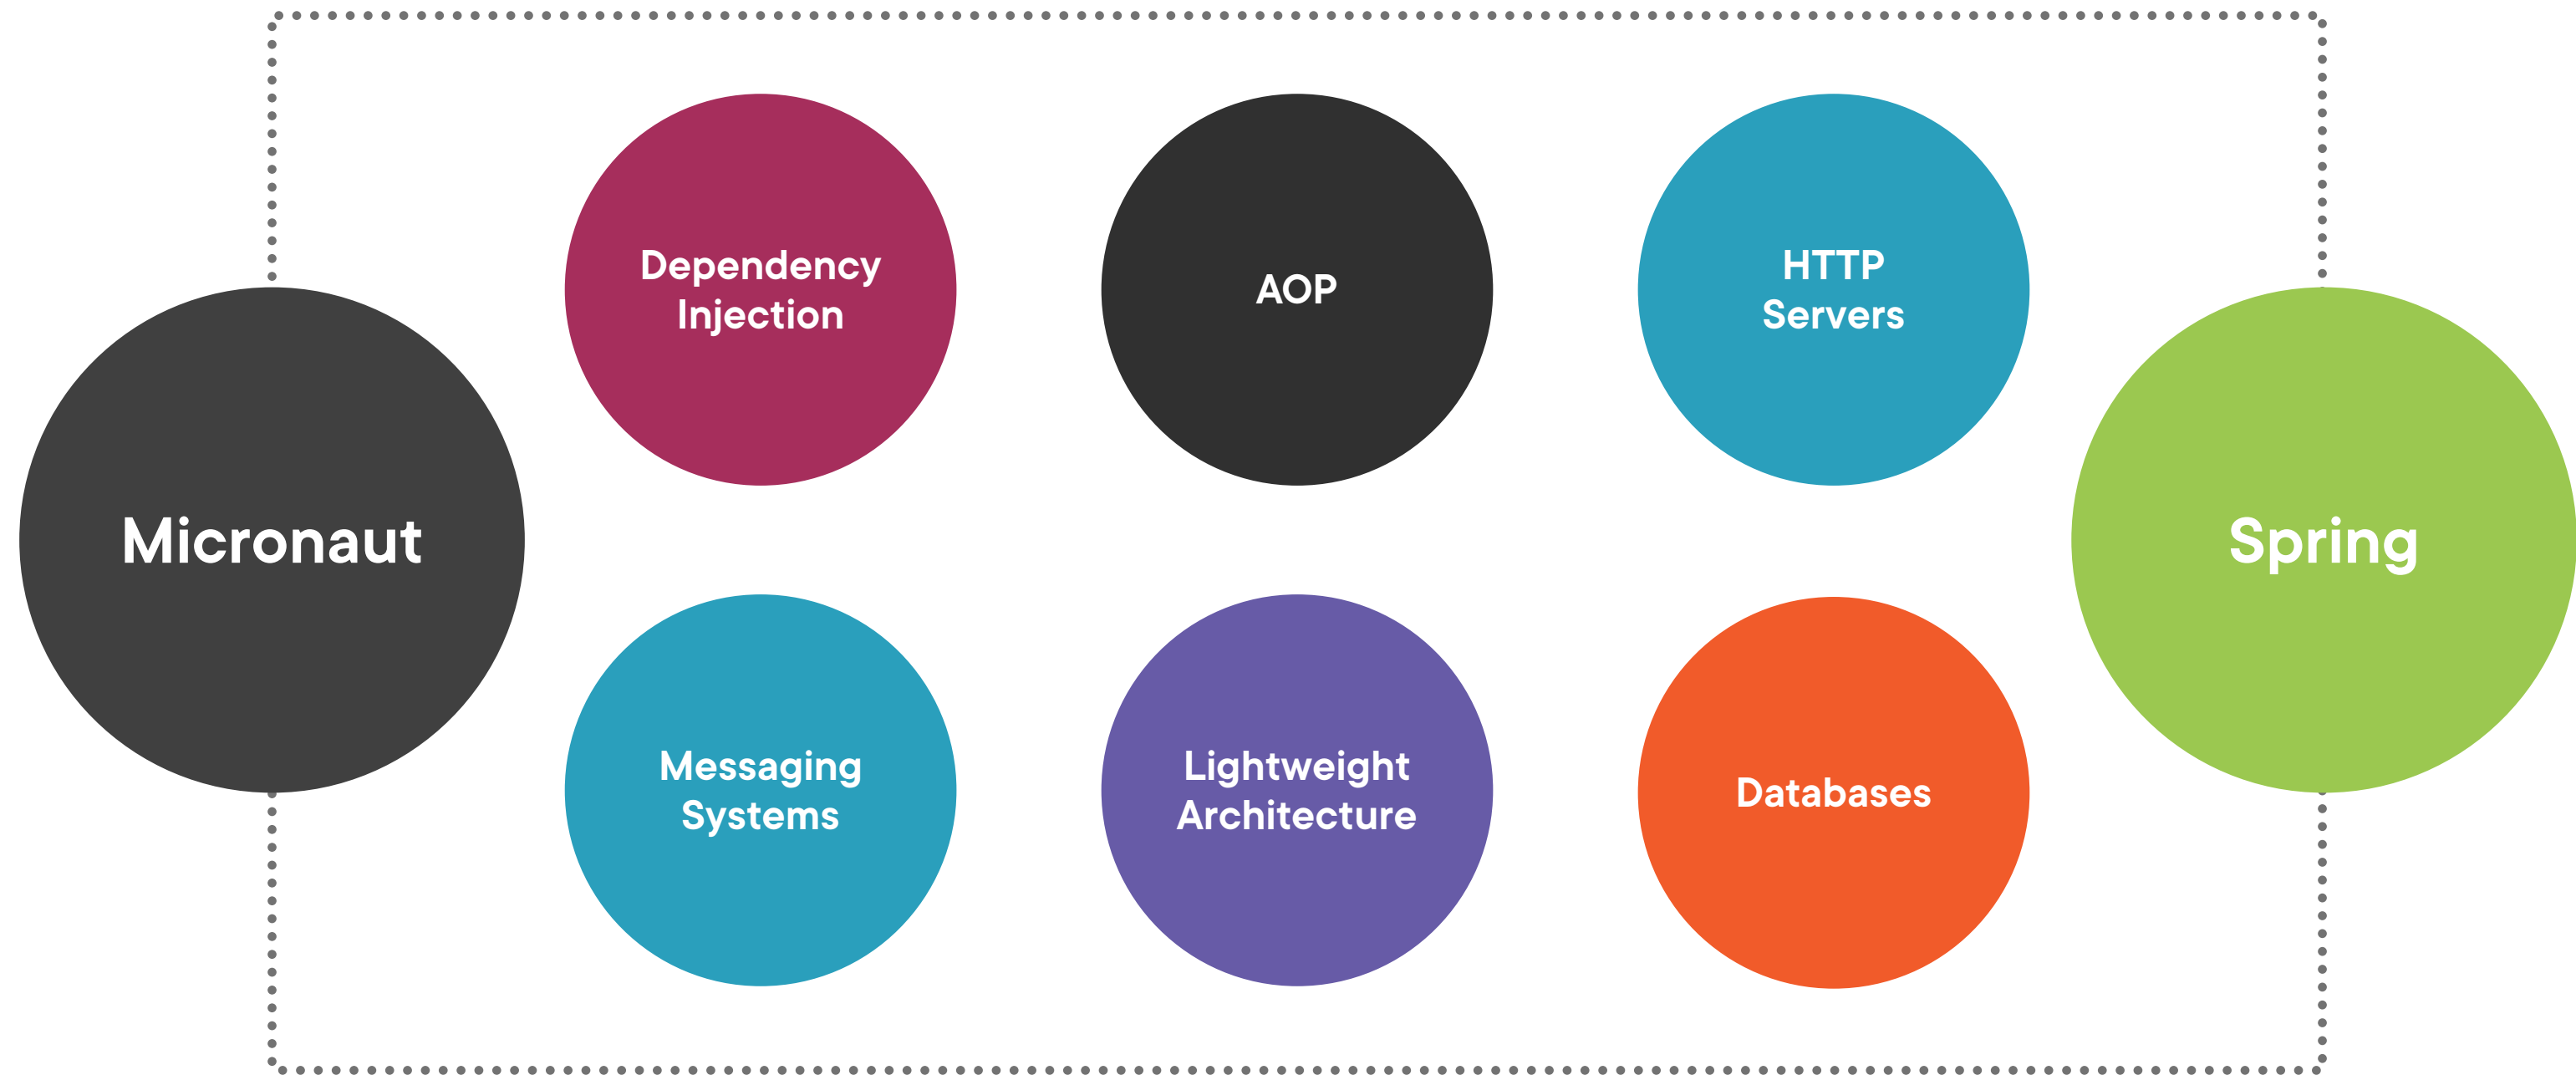 Micronaut
Dependency
Injection
AOP
HTTP
Servers
Messaging
Systems
Lightweight
Architecture
Databases
Spring